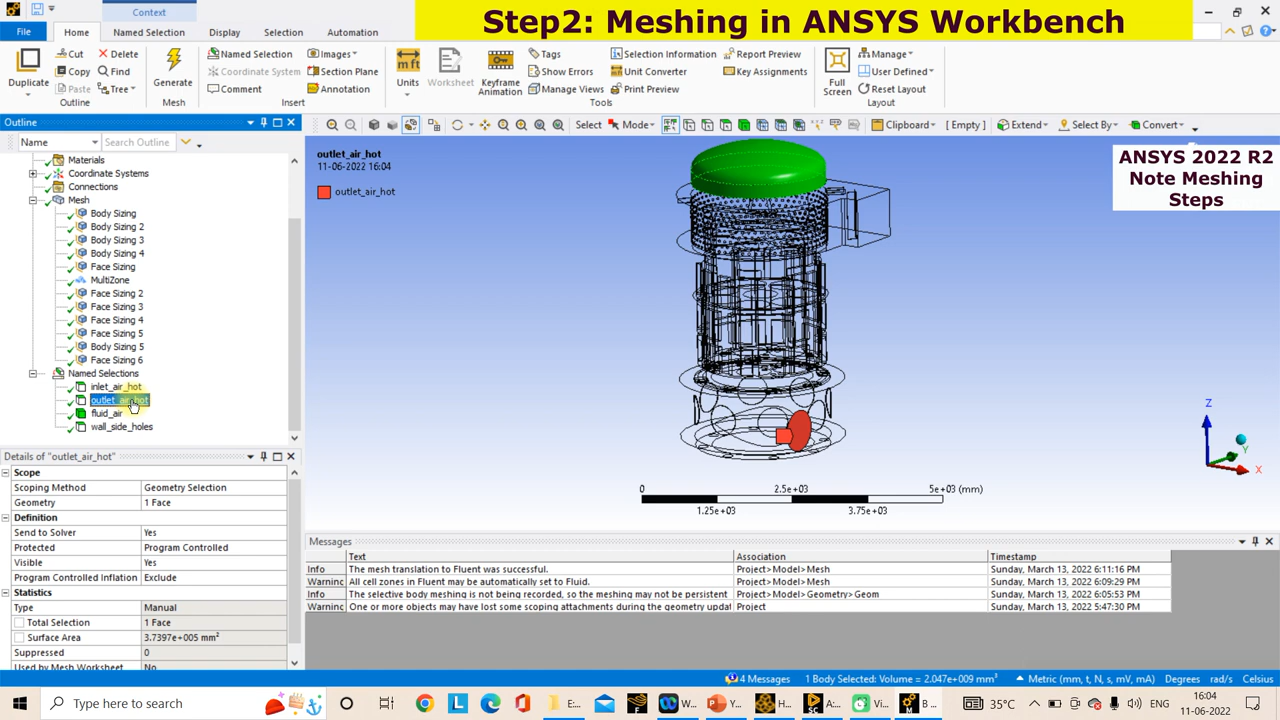 Step2: Meshing in ANSYS Workbench
Context
File
Home
Named Selection
Display
Selection
Automation
Duplicate
Cut
Delete
Copy
Find
Paste
Tree
Outline
Generate
Mesh
Named Selection
Coordinate System
Comment
Images
Section Plane
Annotation
Insert
Units
Worksheet
Keyframe
Animation
Tags
Show Errors
Manage Views
Selection Information
Unit Converter
Print Preview
Report Preview
Key Assignments
Tools
Full
Screen
Manage
User Defined
Reset Layout
Layout
Outline
Name
Search Outline
Select
Mode
Clipboard
[ Empty ]
Extend
Select By
Convert
Materials
Coordinate Systems
Connections
Mesh
Body Sizing
Body Sizing 2
Body Sizing 3
Body Sizing 4
Face Sizing
MultiZone
Face Sizing 2
Face Sizing 3
Face Sizing 4
Face Sizing 5
Body Sizing 5
Face Sizing 6
Named Selections
inlet_air_hot
outlet_air_hot
fluid_air
wall_side_holes
outlet_air_hot
11-06-2022 16:04
outlet_air_hot
ANSYS 2022 R2
Note Meshing
Steps
Z
Y
X
0 2.5e+03 5e+03 (mm)
1.25e+03 3.75e+03
Details of "outlet_air_hot"
Scope
Scoping Method Geometry Selection
Geometry 1 Face
Definition
Send to Solver Yes
Protected Program Controlled
Visible Yes
Program Controlled Inflation Exclude
Statistics
Type Manual
Total Selection 1 Face
Surface Area 3.7397e+005 mm²
Suppressed 0
Used by Mesh Worksheet No
Messages
Text Association Timestamp
Info The mesh translation to Fluent was successful. Project>Model>Mesh Sunday, March 13, 2022 6:11:16 PM
Warninc All cell zones in Fluent may be automatically set to Fluid. Project>Model>Mesh Sunday, March 13, 2022 6:09:29 PM
Info The selective body meshing is not being recorded, so the meshing may not be persistent Project>Model>Geometry>Geom Sunday, March 13, 2022 6:05:53 PM
Warninc One or more objects may have lost some scoping attachments during the geometry updat Project Sunday, March 13, 2022 5:47:30 PM
4 Messages
1 Body Selected: Volume = 2.047e+009 mm³
Metric (mm, t, N, s, mV, mA)
Degrees
rad/s
Celsius
Type here to search
E...
W...
Y...
H...
A:...
Vi...
B ...
35°C
ENG
16:04
11-06-2022